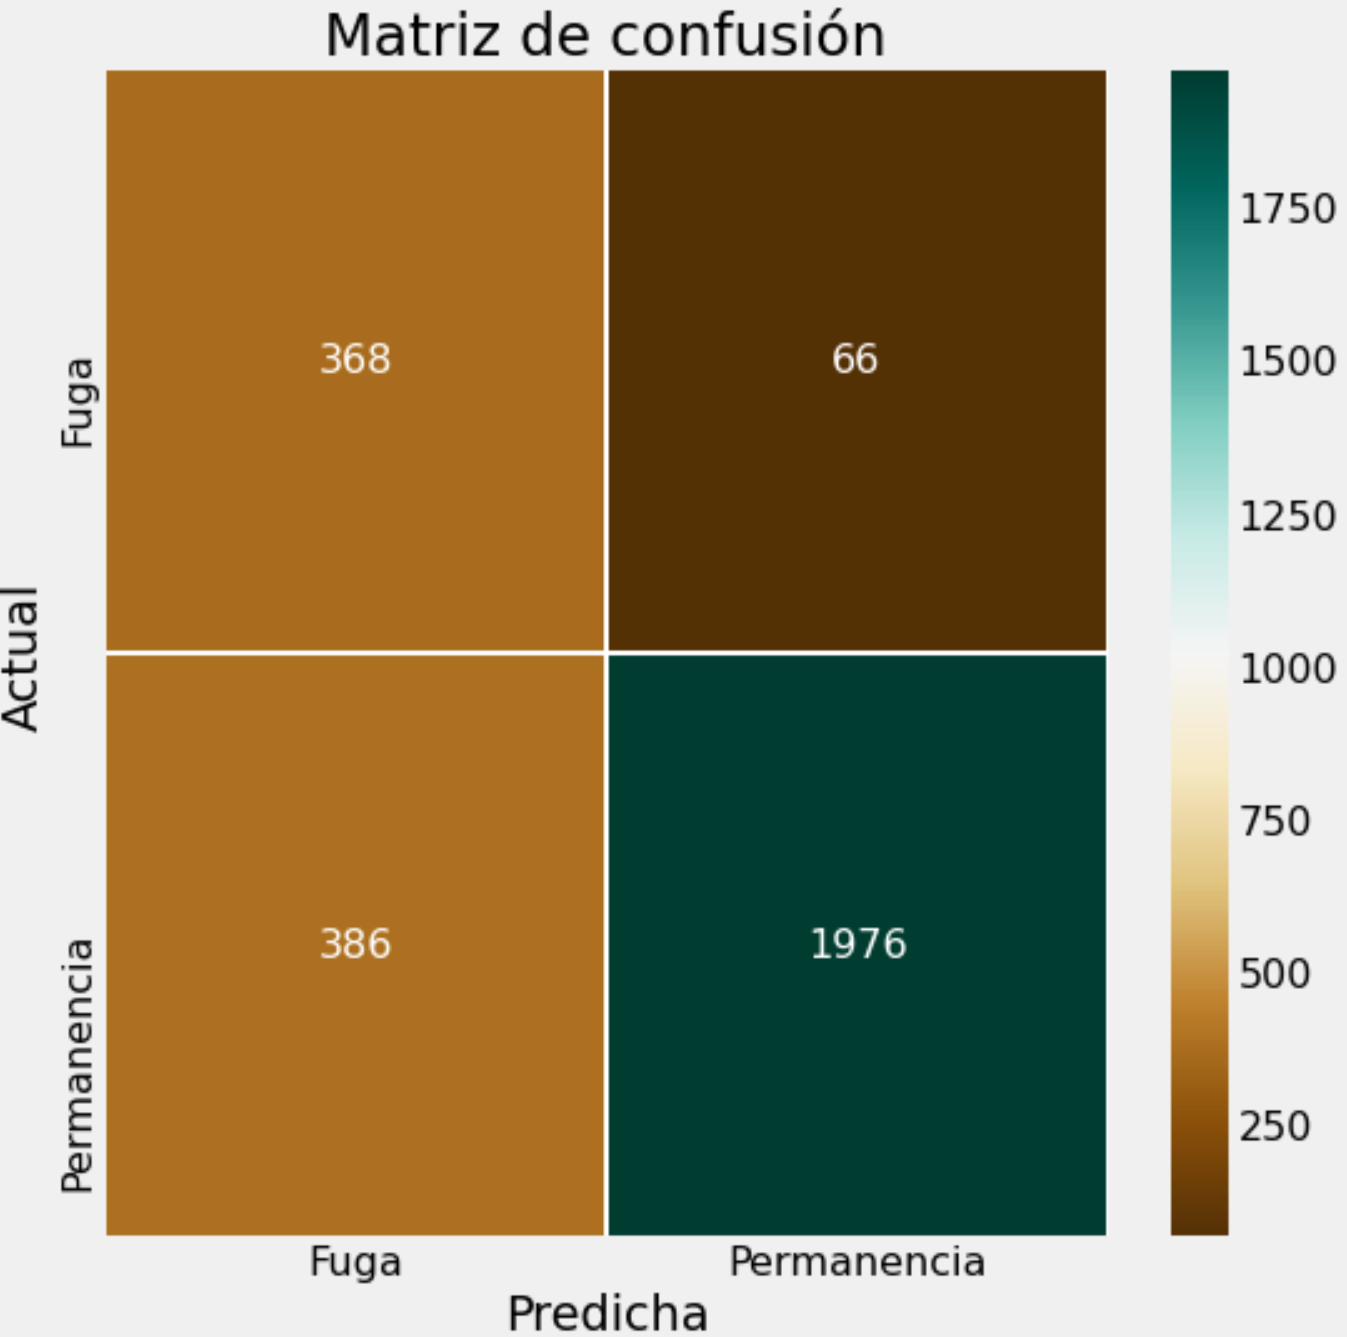 Matriz de confusión
Actual
Fuga
368
66
Permanencia
386
1976
Fuga
Permanencia
Predicha
1750
1500
1250
1000
750
500
250